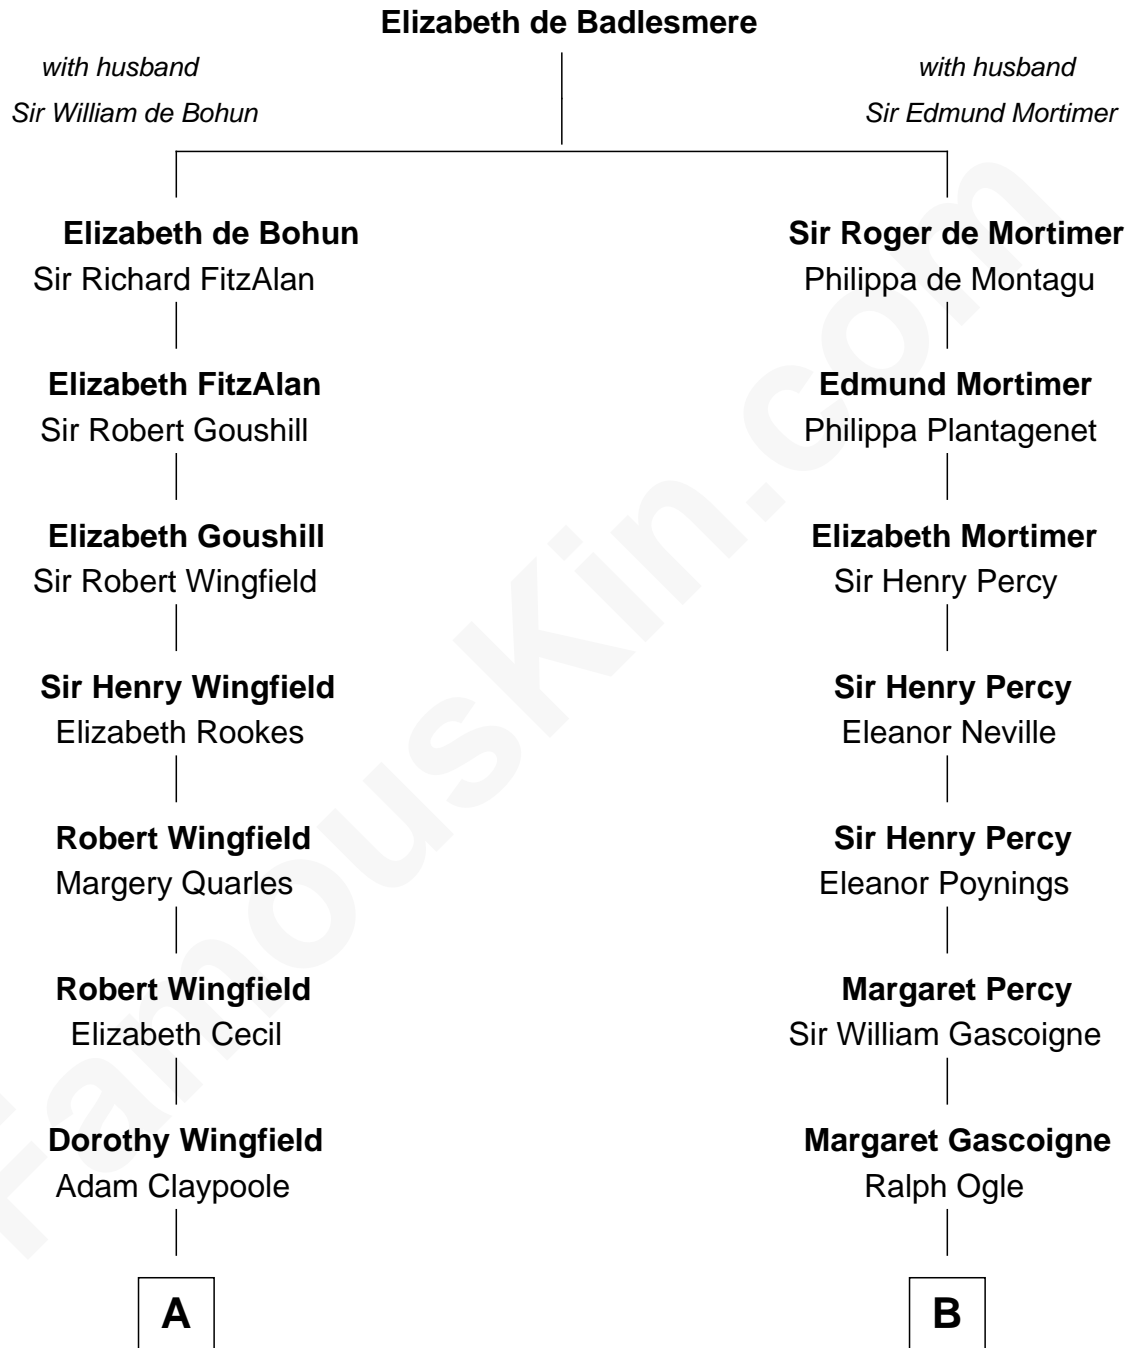 Elizabeth de Badlesmere
with husband
Sir William de Bohun
with husband
Sir Edmund Mortimer
Elizabeth de Bohun
Sir Richard FitzAlan
Sir Roger de Mortimer
Philippa de Montagu
Elizabeth FitzAlan
Sir Robert Goushill
Edmund Mortimer
Philippa Plantagenet
Elizabeth Goushill
Sir Robert Wingfield
Elizabeth Mortimer
Sir Henry Percy
Sir Henry Wingfield
Elizabeth Rookes
Sir Henry Percy
Eleanor Neville
Robert Wingfield
Margery Quarles
Sir Henry Percy
Eleanor Poynings
Robert Wingfield
Elizabeth Cecil
Margaret Percy
Sir William Gascoigne
Dorothy Wingfield
Adam Claypoole
Margaret Gascoigne
Ralph Ogle
A
B
FamousKin.com